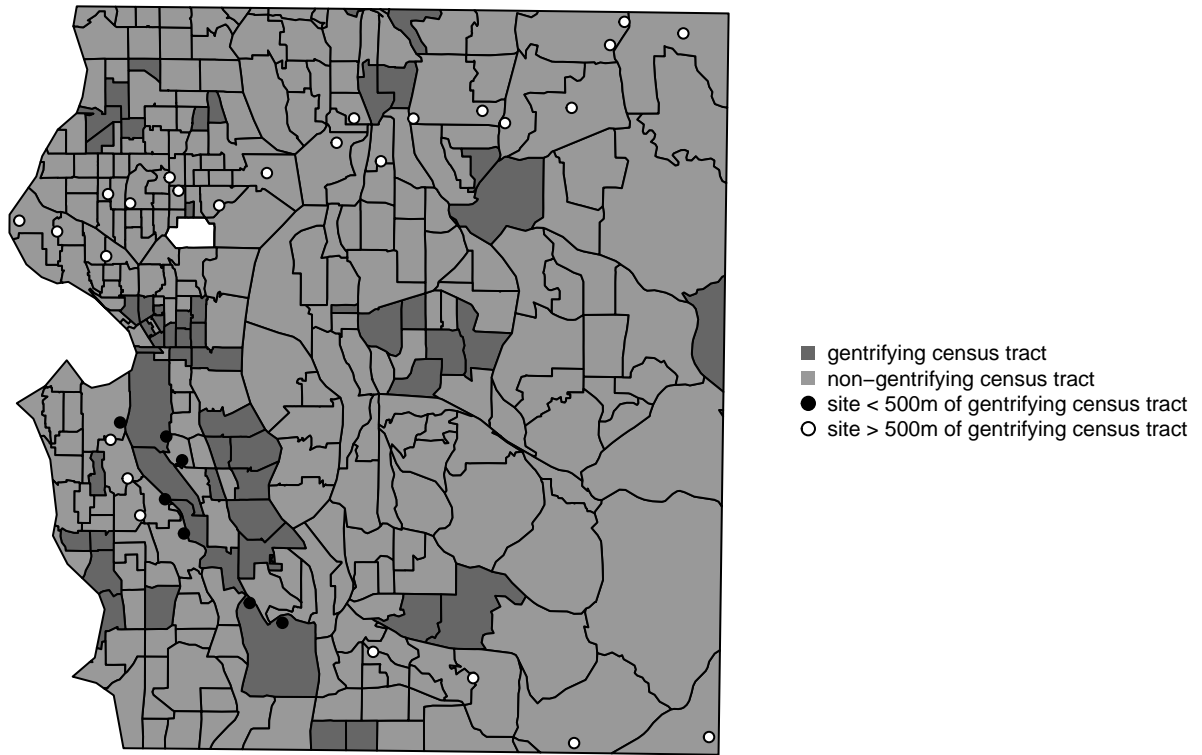 gentrifying census tract
non−gentrifying census tract
site < 500m of gentrifying census tract
site > 500m of gentrifying census tract